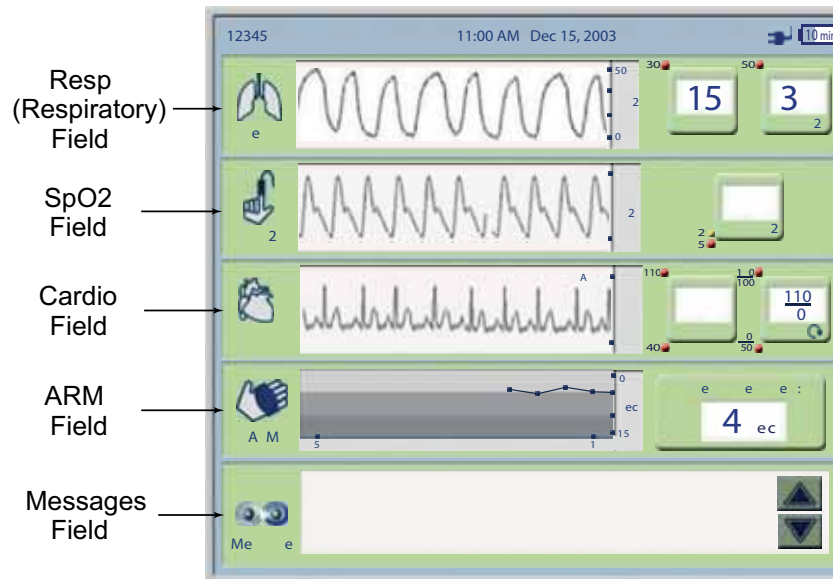 12345 11:00 AM Dec 15, 2003 10 min
Resp
(Respiratory)
Field
e
50
2
0
30
15
50
3
2
SpO2
Field
2
2
2
5
2
Cardio
Field
A
110
40
1 0
100
0
50
110
0
ARM
Field
A M
5
1
0
ec
15
e e e :
4 ec
Messages
Field
Me e